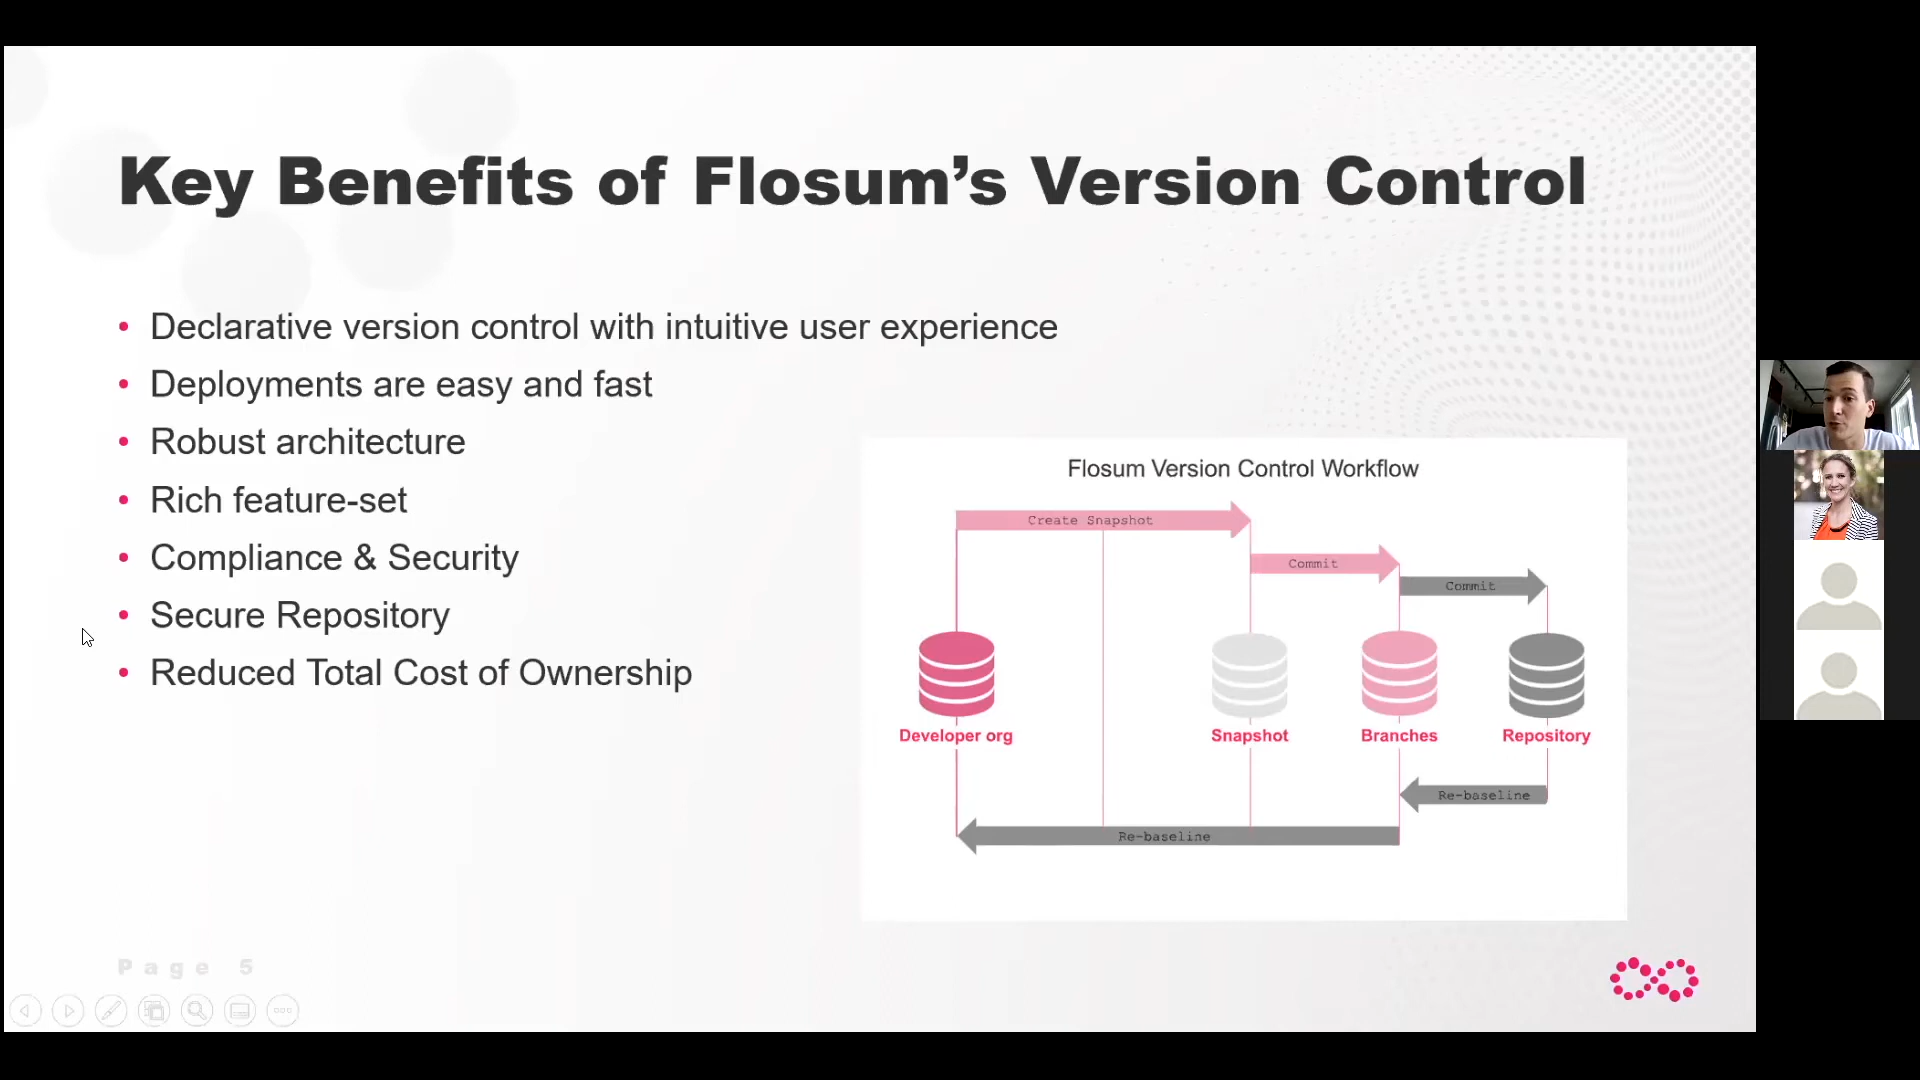 Key Benefits of Flosum’s Version Control
• Declarative version control with intuitive user experience
• Deployments are easy and fast
• Robust architecture
• Rich feature-set
• Compliance & Security
• Secure Repository
• Reduced Total Cost of Ownership
Flosum Version Control Workflow
Create Snapshot
Commit
Commit
Developer org
Snapshot
Branches
Repository
Re-baseline
Re-baseline
Page 5